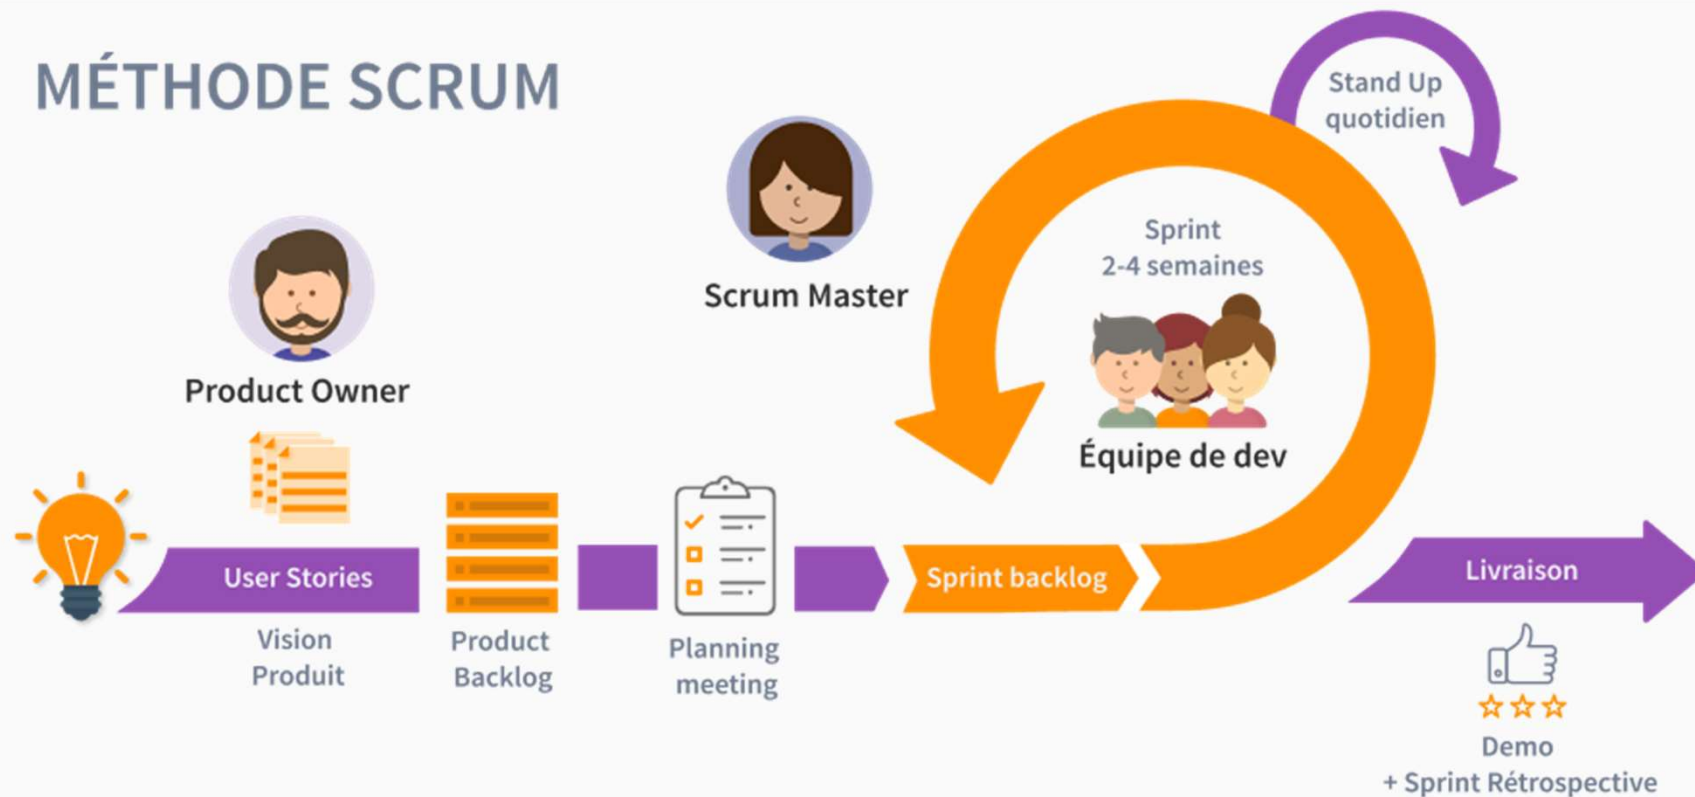 MÉTHODE SCRUM
Stand Up
quotidien
Sprint
2-4 semaines
Scrum Master
Product Owner
Équipe de dev
User Stories
Sprint backlog
Livraison
Vision
Produit
Product
Backlog
Planning
meeting
Demo
+ Sprint Rétrospective